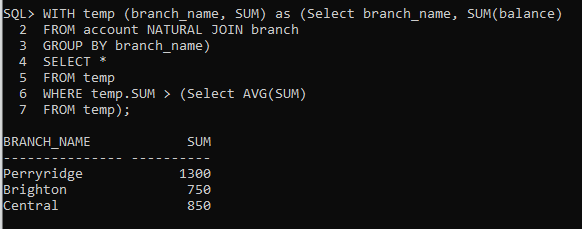 SQL> WITH temp (branch_name, SUM) as (Select branch_name, SUM(balance)
  2  FROM account NATURAL JOIN branch
  3  GROUP BY branch_name)
  4  SELECT *
  5  FROM temp
  6  WHERE temp.SUM > (Select AVG(SUM)
  7  FROM temp);
BRANCH_NAME            SUM
--------------- ----------
Perryridge            1300
Brighton               750
Central                850